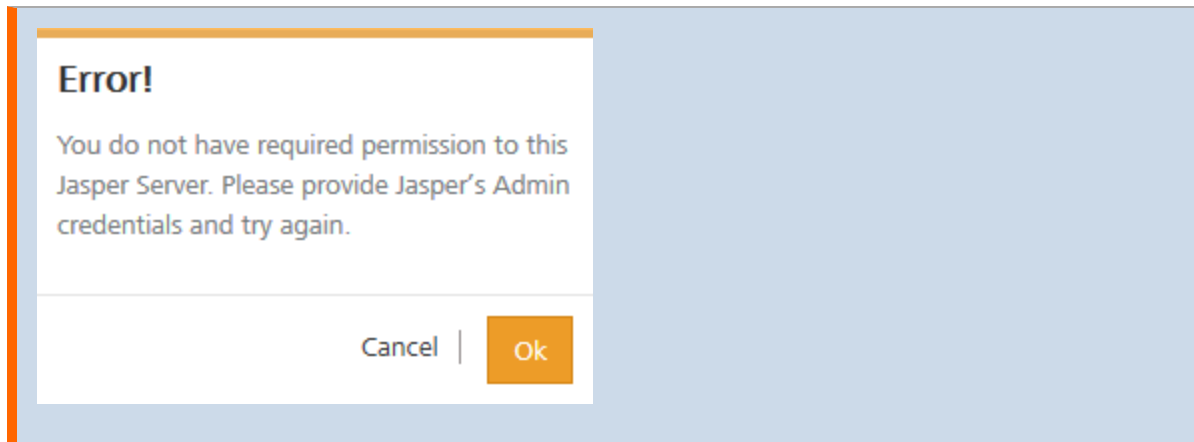 Error!
You do not have required permission to this
Jasper Server. Please provide Jasper’s Admin
credentials and try again.
Cancel
Ok